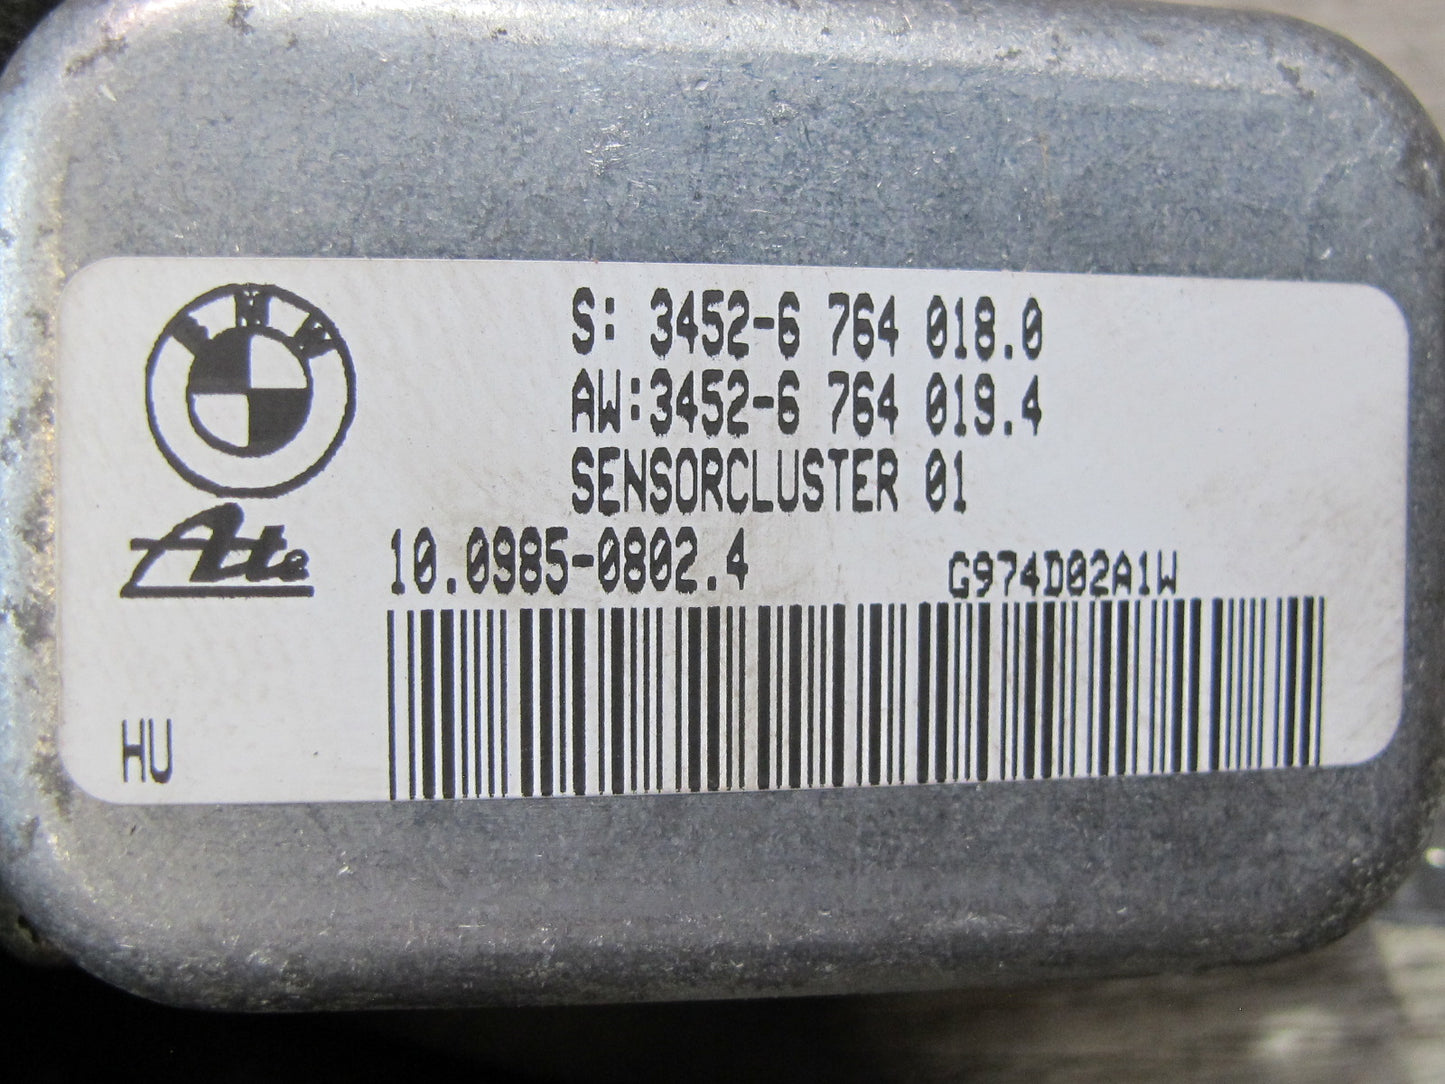 BMW
S: 3452-6 764 018.0
AW:3452-6 764 019.4
SENSORCLUSTER 01
Ate
10.0985-0802.4
G974D02A1W
HU